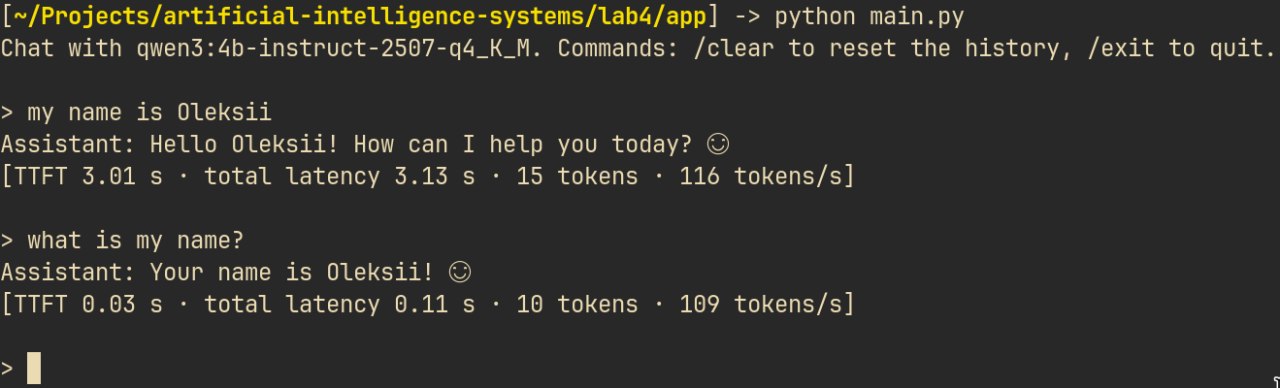 [~/Projects/artificial-intelligence-systems/lab4/app] -> python main.py
Chat with qwen3:4b-instruct-2507-q4_K_M. Commands: /clear to reset the history, /exit to quit.
> my name is Oleksii
Assistant: Hello Oleksii! How can I help you today? ☺
[TTFT 3.01 s · total latency 3.13 s · 15 tokens · 116 tokens/s]
> what is my name?
Assistant: Your name is Oleksii! ☺
[TTFT 0.03 s · total latency 0.11 s · 10 tokens · 109 tokens/s]
>